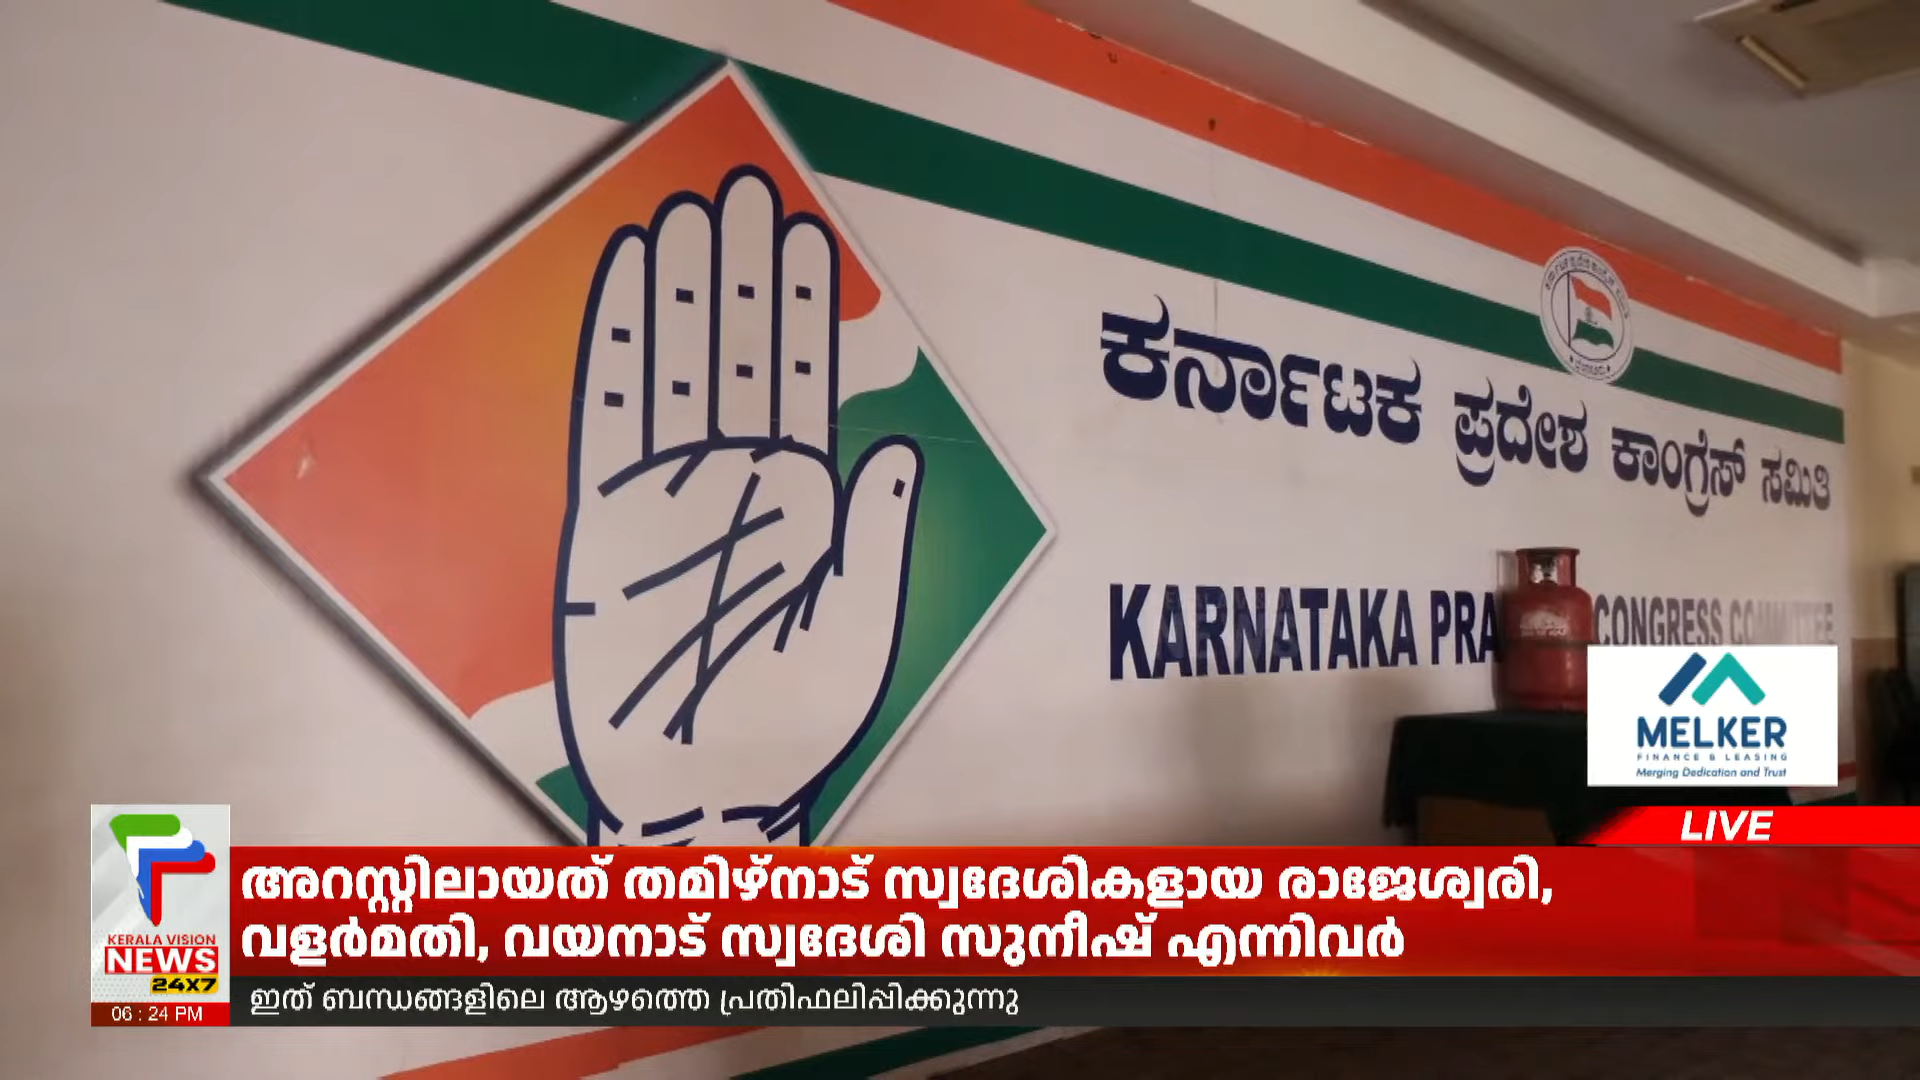 ಕರ್ನಾಟಕ ಪ್ರದೇಶ ಕಾಂಗ್ರೆಸ್ ಸಮಿತಿ
KARNATAKA PRA CONGRESS COMMITTEE
MELKER
FINANCE & LEASING
Merging Dedication and Trust
LIVE
അറസ്റ്റിലായത് തമിഴ്നാട് സ്വദേശികളായ രാജേശ്വരി,
വളർമതി, വയനാട് സ്വദേശി സുനീഷ് എന്നിവർ
KERALA VISION
NEWS
24X7
06 : 24 PM
ഇത് ബന്ധങ്ങളിലെ ആഴത്തെ പ്രതിഫലിപ്പിക്കുന്നു